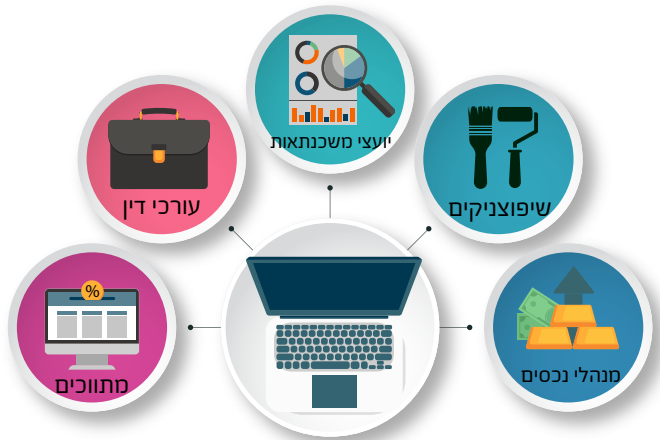 יועצי משכנתאות
עורכי דין
שיפוצניקים
%
מתווכים
מנהלי נכסים